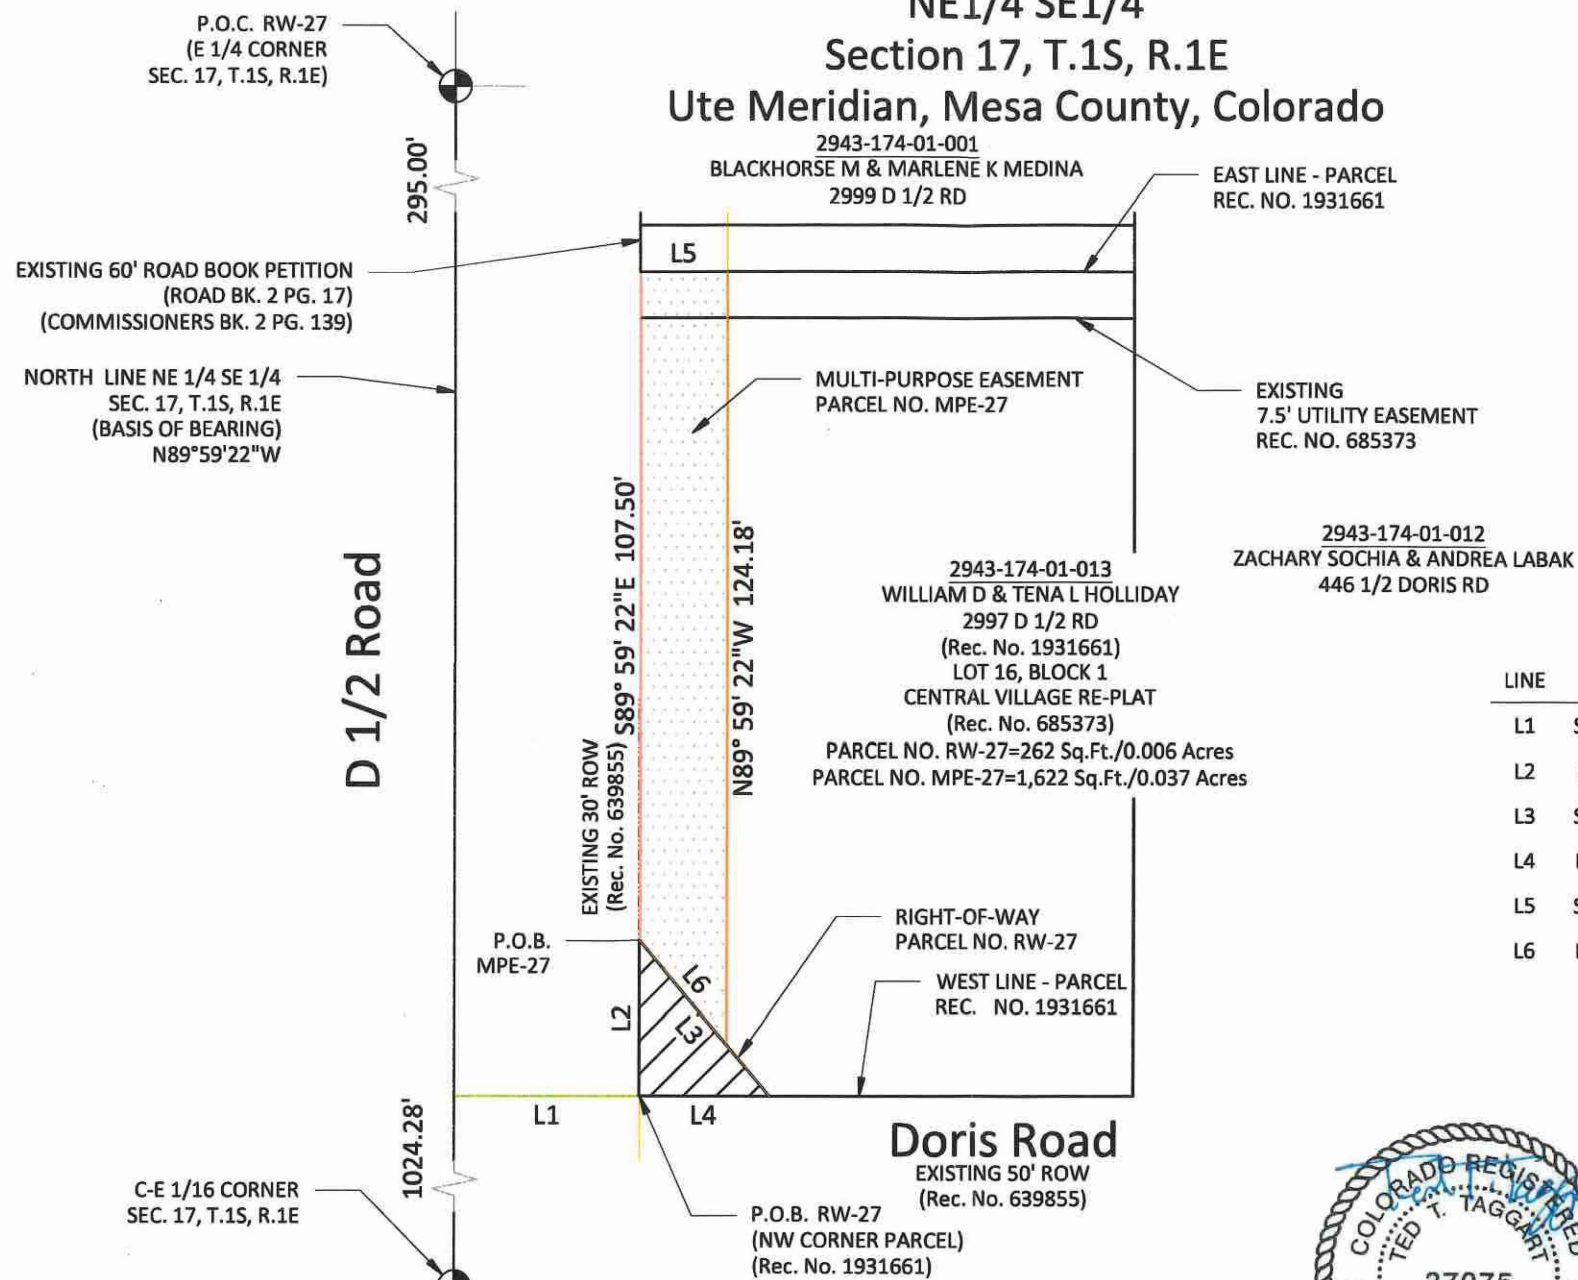 NE1/4 SE1/4
Section 17, T.1S, R.1E
Ute Meridian, Mesa County, Colorado
P.O.C. RW-27
(E 1/4 CORNER
SEC. 17, T.1S, R.1E)
295.00'
2943-174-01-001
BLACKHORSE M & MARLENE K MEDINA
2999 D 1/2 RD
EAST LINE - PARCEL
REC. NO. 1931661
L5
EXISTING 60' ROAD BOOK PETITION
(ROAD BK. 2 PG. 17)
(COMMISSIONERS BK. 2 PG. 139)
NORTH LINE NE 1/4 SE 1/4
SEC. 17, T.1S, R.1E
(BASIS OF BEARING)
N89°59'22"W
MULTI-PURPOSE EASEMENT
PARCEL NO. MPE-27
EXISTING
7.5' UTILITY EASEMENT
REC. NO. 685373
S89° 59' 22"E 107.50'
N89° 59' 22"W 124.18'
D 1/2 Road
2943-174-01-013
WILLIAM D & TENA L HOLLIDAY
2997 D 1/2 RD
(Rec. No. 1931661)
LOT 16, BLOCK 1
CENTRAL VILLAGE RE-PLAT
(Rec. No. 685373)
PARCEL NO. RW-27=262 Sq.Ft./0.006 Acres
PARCEL NO. MPE-27=1,622 Sq.Ft./0.037 Acres
2943-174-01-012
ZACHARY SOCHIA & ANDREA LABAK
446 1/2 DORIS RD
LINE
L1 S
L2
L3 S
L4
L5 S
L6
EXISTING 30' ROW
(Rec. No. 639855)
P.O.B.
MPE-27
RIGHT-OF-WAY
PARCEL NO. RW-27
WEST LINE - PARCEL
REC. NO. 1931661
L6
L2
L3
L1
L4
1024.28'
Doris Road
EXISTING 50' ROW
(Rec. No. 639855)
C-E 1/16 CORNER
SEC. 17, T.1S, R.1E
P.O.B. RW-27
(NW CORNER PARCEL)
(Rec. No. 1931661)
COLORADO REGISTERED
TED T. TAGGART